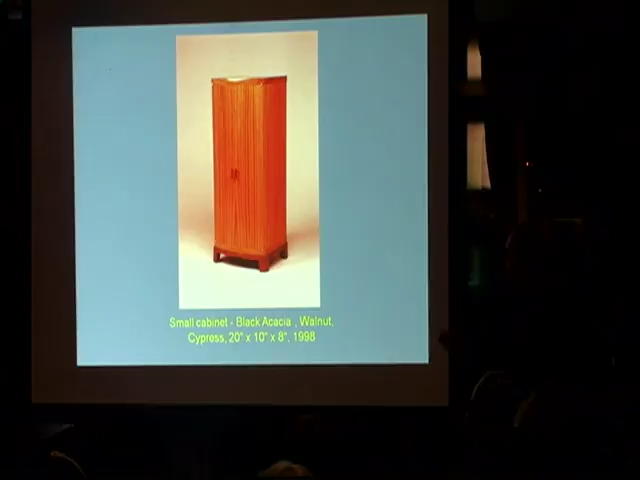 Small cabinet - Black Acacia , Walnut,
Cypress, 20" x 10" x 8", 1998